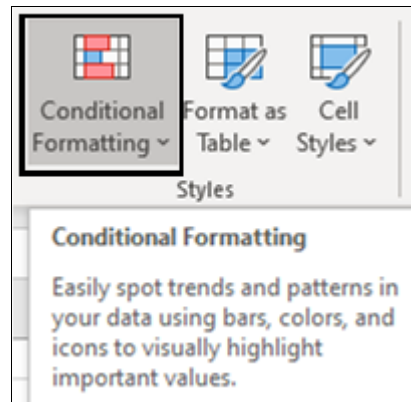 Conditional Format as Cell
Formatting Table Styles
Styles
Conditional Formatting
Easily spot trends and patterns in
your data using bars, colors, and
icons to visually highlight
important values.